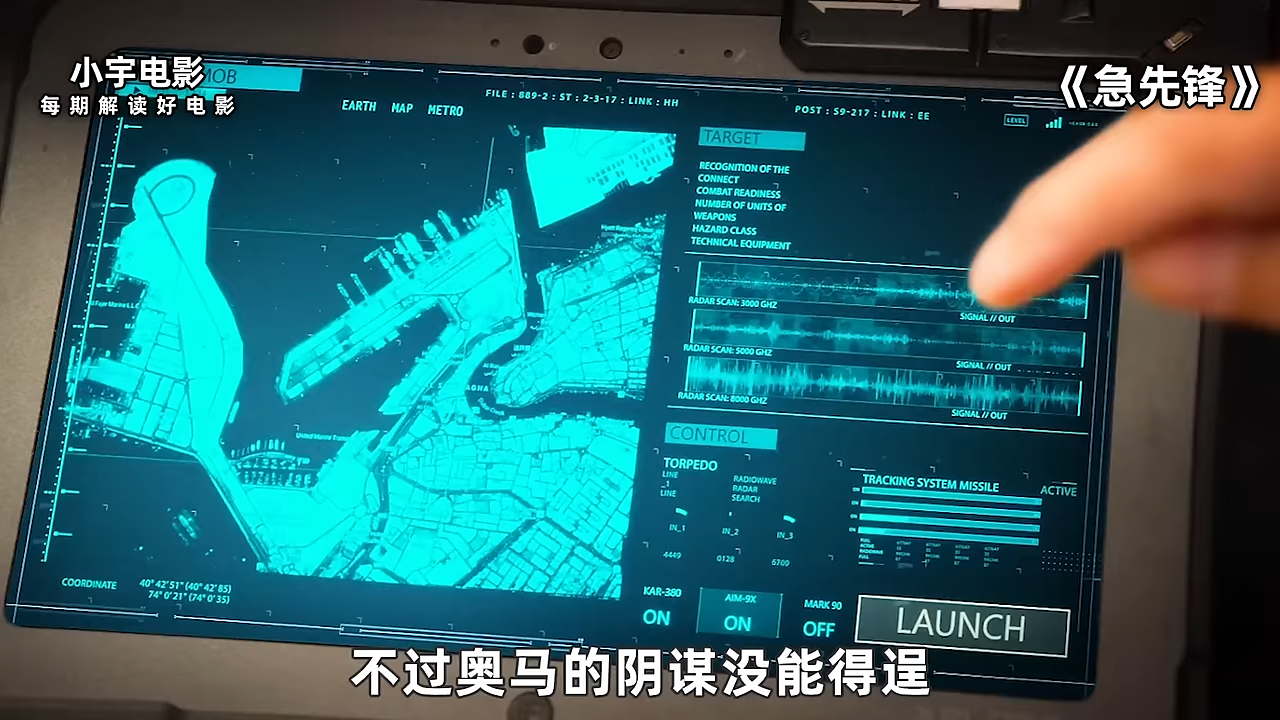 小宇电影
每期解读好电影
《急先锋》
MOB
EARTH MAP METRO
FILE : 889-2 : ST : 2-3-17 : LINK : HH
POST : S9-217 : LINK : EE
LEVEL
TARGET
RECOGNITION OF THE
CONNECT
COMBAT READINESS
NUMBER OF UNITS OF
WEAPONS
HAZARD CLASS
TECHNICAL EQUIPMENT
RADAR SCAN: 3000 GHZ
SIGNAL // OUT
RADAR SCAN: 5000 GHZ
SIGNAL // OUT
RADAR SCAN: 8000 GHZ
SIGNAL // OUT
CONTROL
TORPEDO
LINE
_1
LINE
RADIOWAVE
RADAR
SEARCH
IN_1
IN_2
IN_3
4449
0128
6700
TRACKING SYSTEM MISSILE
ACTIVE
KAR-380
ON
AIM-9X
ON
MARK 90
OFF
LAUNCH
COORDINATE
40° 42'51" (40° 42'85)
74° 0'21" (74° 0'35)
不过奥马的阴谋没能得逞